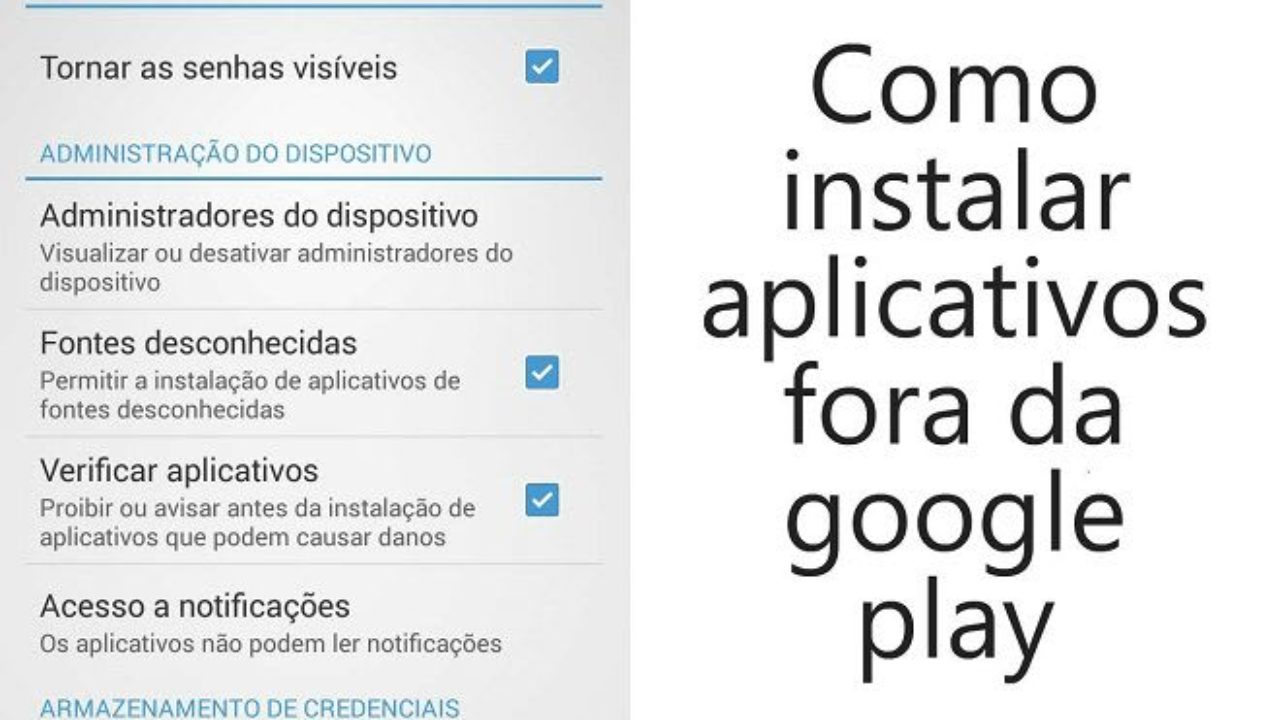 Tornar as senhas visíveis
ADMINISTRAÇÃO DO DISPOSITIVO
Administradores do dispositivo
Visualizar ou desativar administradores do
dispositivo
Fontes desconhecidas
Permitir a instalação de aplicativos de
fontes desconhecidas
Verificar aplicativos
Proibir ou avisar antes da instalação de
aplicativos que podem causar danos
Acesso a notificações
Os aplicativos não podem ler notificações
ARMAZENAMENTO DE CREDENCIAIS
Como
instalar
aplicativos
fora da
google
play